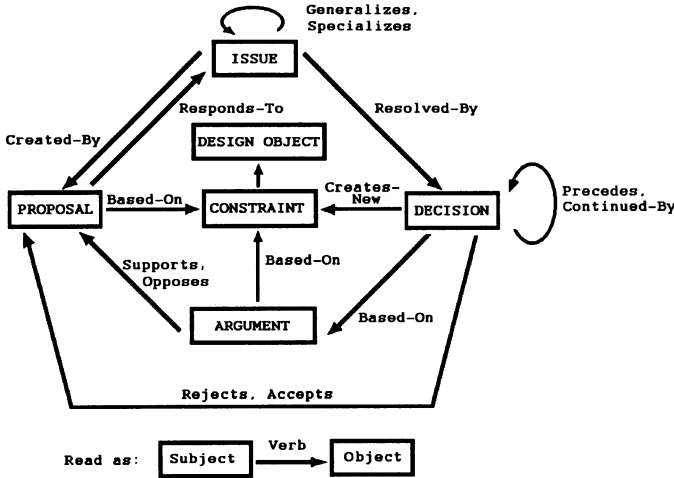 Generalizes,
Specializes
ISSUE
Responds-To
Resolved-By
Created-By
DESIGN OBJECT
PROPOSAL
Based-On
CONSTRAINT
Creates-
New
DECISION
Precedes,
Continued-By
Supports,
Opposes
Based-On
ARGUMENT
Based-On
Rejects, Accepts
Read as:
Subject
Verb
Object